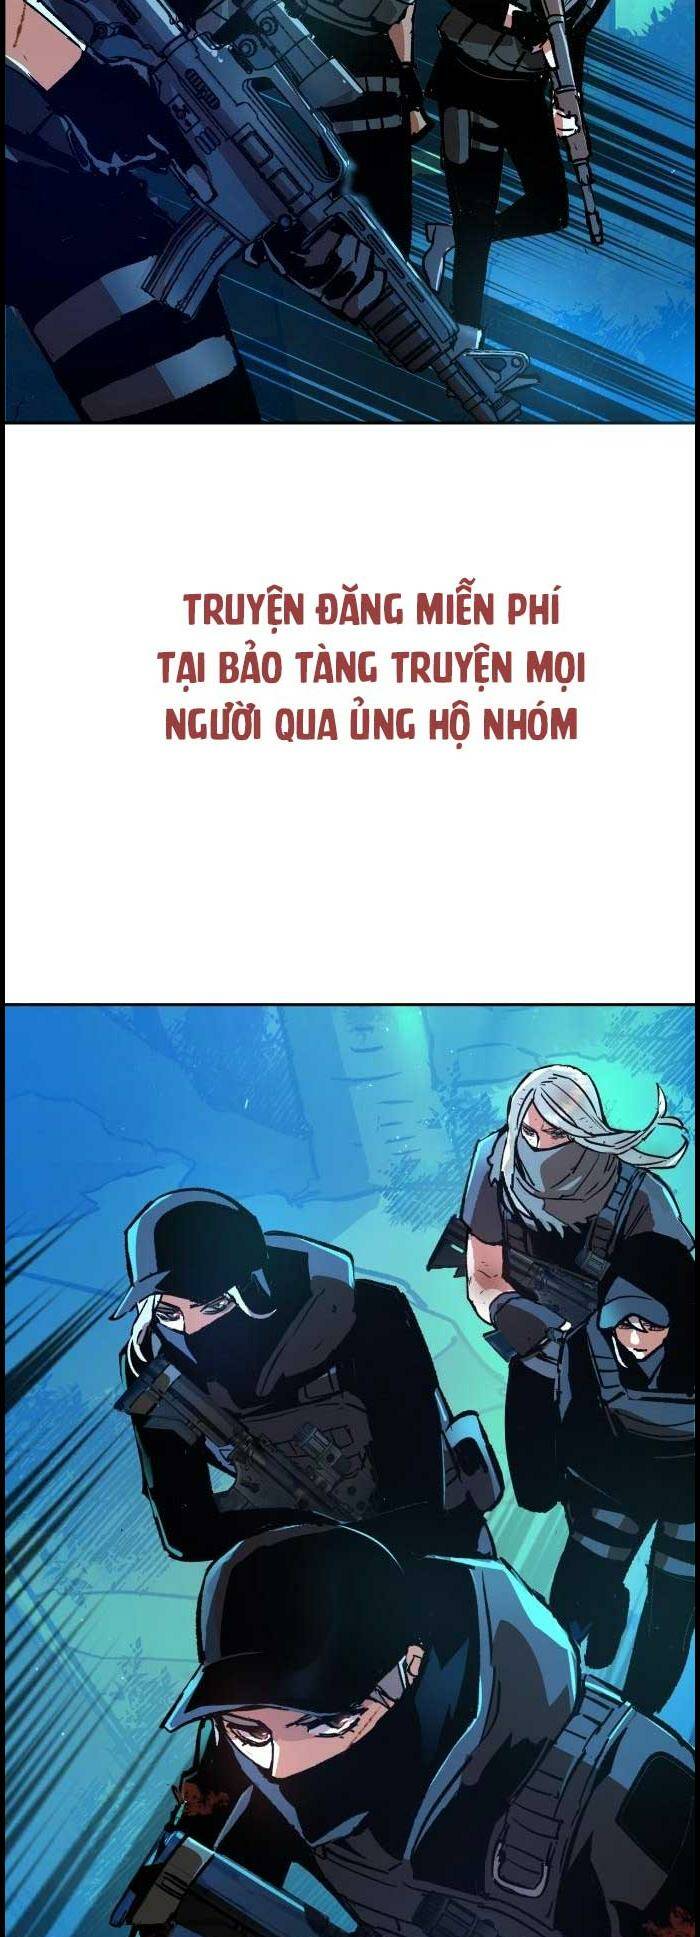 TRUYỆN ĐĂNG MIỄN PHÍ
TẠI BẢO TÀNG TRUYỆN MỌI
NGƯỜI QUA ỦNG HỘ NHÓM